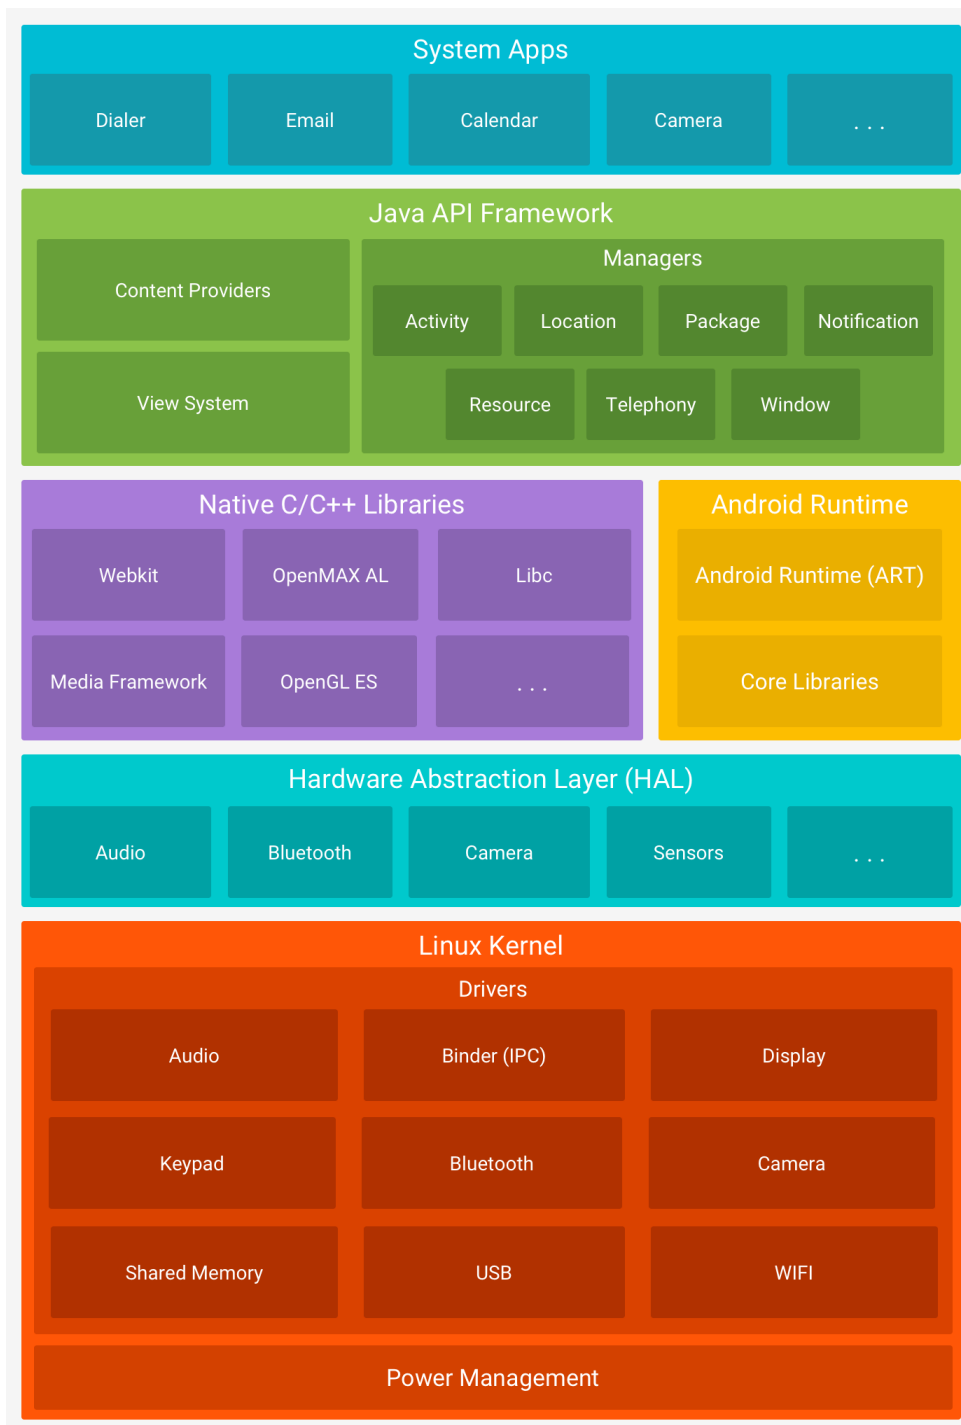 System Apps
Dialer
Email
Calendar
Camera
. . .
Java API Framework
Content Providers
View System
Managers
Activity
Location
Package
Notification
Resource
Telephony
Window
Native C/C++ Libraries
Webkit
OpenMAX AL
Libc
Media Framework
OpenGL ES
. . .
Android Runtime
Android Runtime (ART)
Core Libraries
Hardware Abstraction Layer (HAL)
Audio
Bluetooth
Camera
Sensors
. . .
Linux Kernel
Drivers
Audio
Binder (IPC)
Display
Keypad
Bluetooth
Camera
Shared Memory
USB
WIFI
Power Management